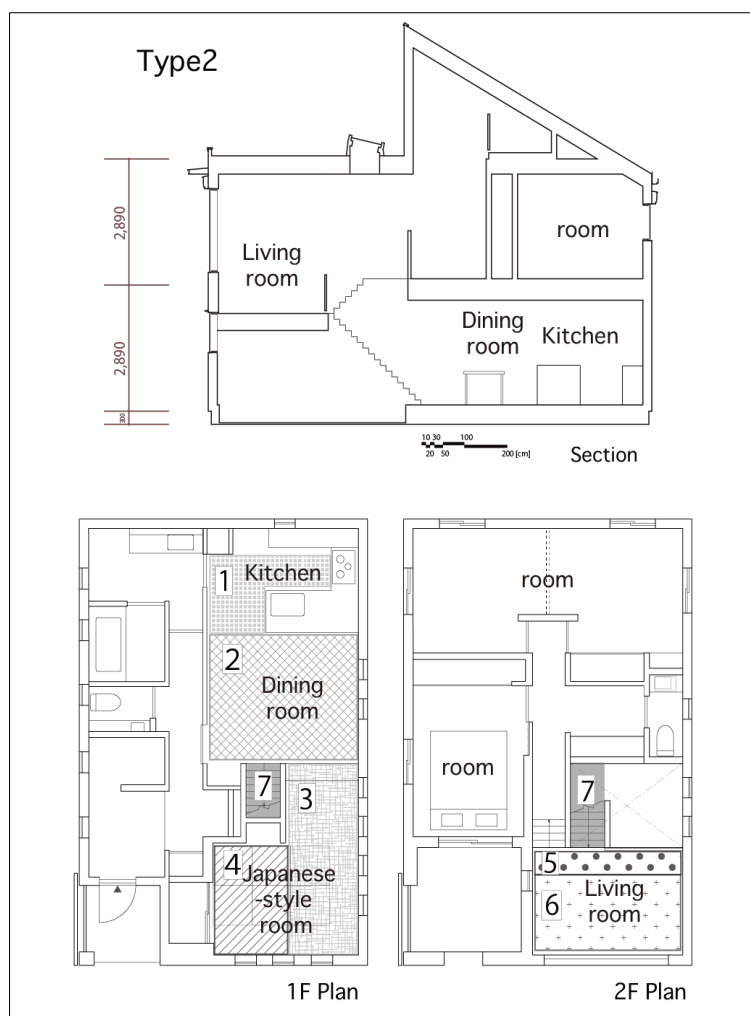 Type2
2,890
2,890
300
Living
room
room
Dining
room
Kitchen
10 30 100
20 50 200 [cm]
Section
1
Kitchen
2
Dining
room
7
3
4
Japanese
-style
room
1F Plan
room
room
7
5
6
Living
room
2F Plan